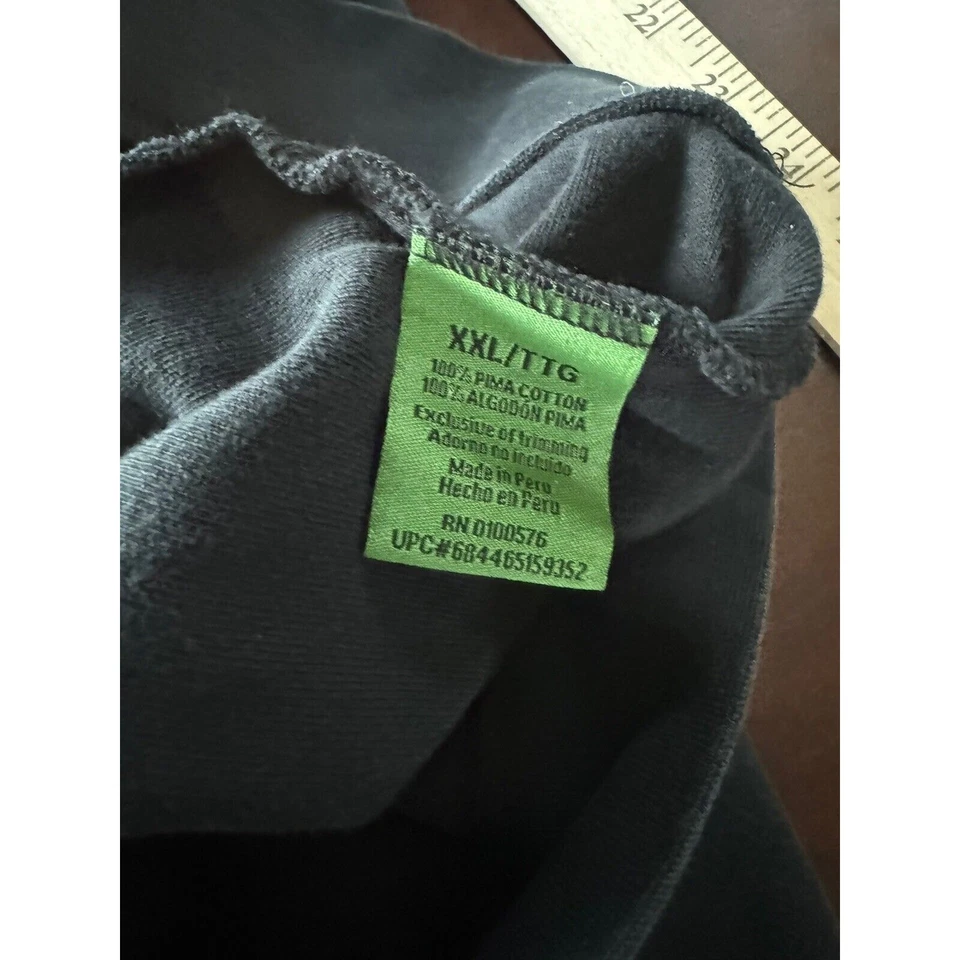 22
23
24
XXL/TTG
100% PIMA COTTON
100% ALGODÓN PIMA
Exclusive of trimming
Adorno no incluido
Made in Peru
Hecho en Peru
RN 0100576
UPC#684465159352